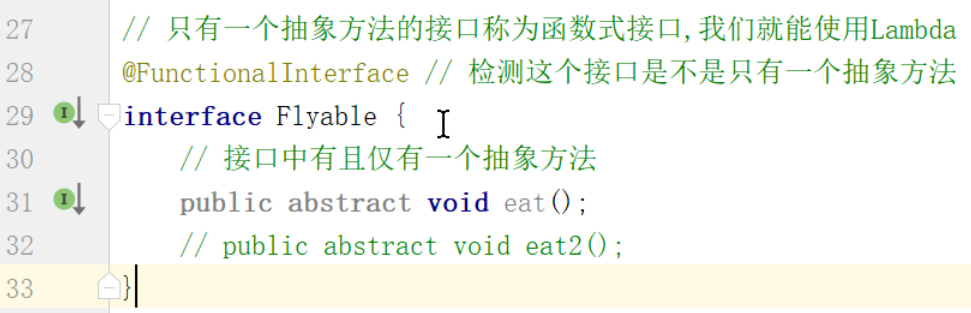 27 // 只有一个抽象方法的接口称为函数式接口,我们就能使用Lambda
28 @FunctionalInterface // 检测这个接口是不是只有一个抽象方法
29 interface Flyable {
30 // 接口中有且仅有一个抽象方法
31 public abstract void eat();
32 // public abstract void eat2();
33 }